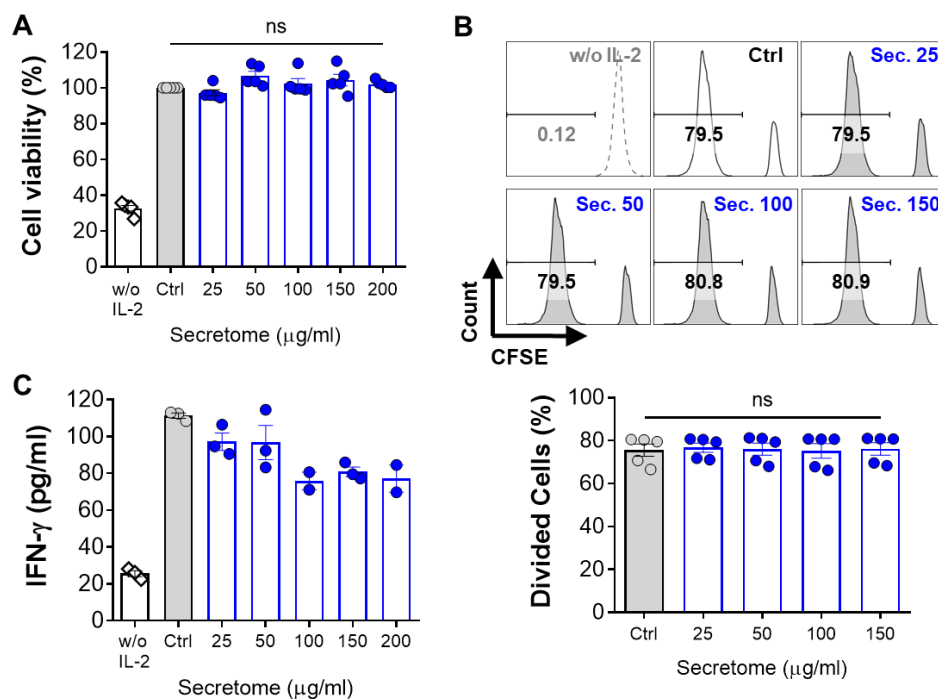 A
ns
120
100
80
60
40
20
0
Cell viability (%)
w/o
IL-2
Ctrl
25
50
100
150
200
Secretome (μg/ml)
B
w/o IL-2
0.12
Ctrl
79.5
Sec. 25
79.5
Sec. 50
79.5
Sec. 100
80.8
Sec. 150
80.9
Count
CFSE
C
120
100
80
60
40
20
0
IFN-γ (pg/ml)
w/o
IL-2
Ctrl
25
50
100
150
200
Secretome (μg/ml)
ns
100
80
60
40
20
0
Divided Cells (%)
Ctrl
25
50
100
150
Secretome (μg/ml)